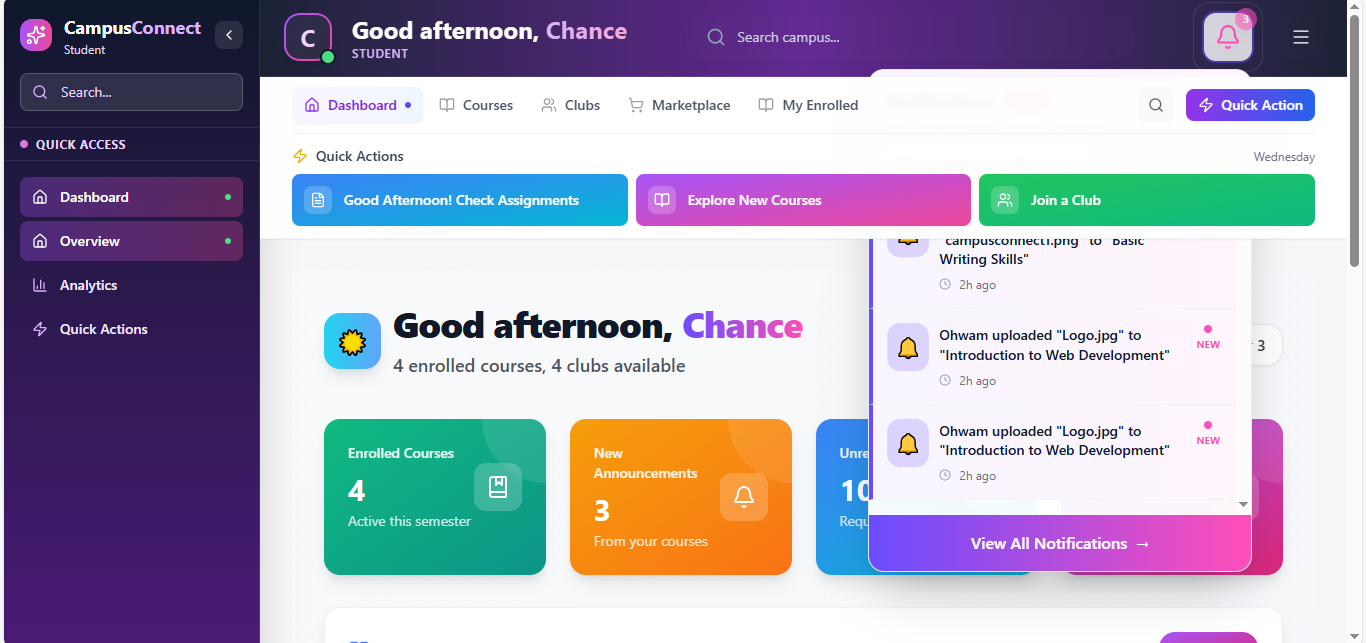 CampusConnect
Student
Search...
QUICK ACCESS
Dashboard
Overview
Analytics
Quick Actions
C
Good afternoon, Chance
STUDENT
Search campus...
3
Dashboard
Courses
Clubs
Marketplace
My Enrolled
Quick Action
Quick Actions
Wednesday
Good Afternoon! Check Assignments
Explore New Courses
Join a Club
Good afternoon, Chance
4 enrolled courses, 4 clubs available
"campusconnect1.png" to "Basic
Writing Skills"
2h ago
Ohwam uploaded "Logo.jpg" to
"Introduction to Web Development"
NEW
2h ago
3
Ohwam uploaded "Logo.jpg" to
"Introduction to Web Development"
NEW
2h ago
View All Notifications →
Enrolled Courses
4
Active this semester
New
Announcements
3
From your courses
10